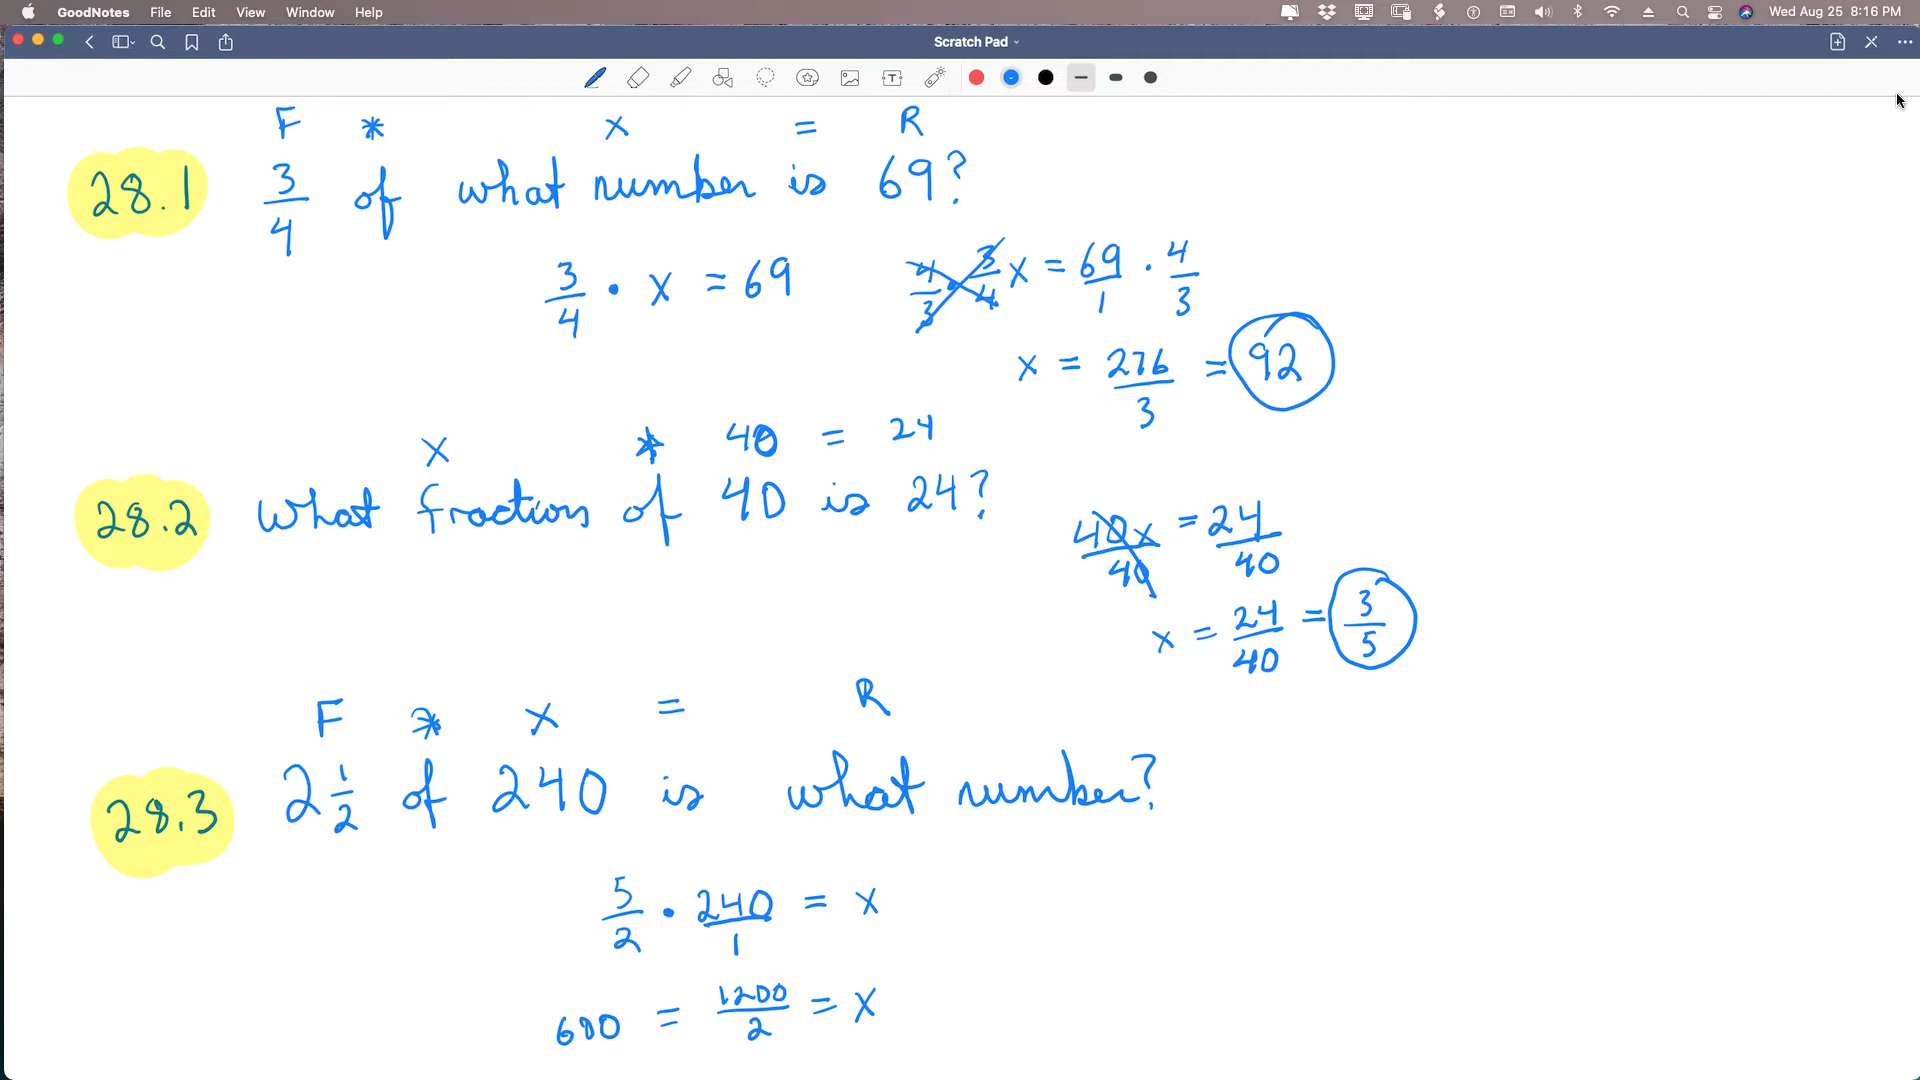 GoodNotes File Edit View Window Help Wed Aug 25 8:16 PM
Scratch Pad
F * x = R
28.1 3/4 of what number is 69?
3/4 · x = 69 4/3 · 3/4 x = 69/1 · 4/3
x = 276/3 = 92
x * 40 = 24
28.2 What fraction of 40 is 24?
40x/40 = 24/40
x = 24/40 = 3/5
F * x = R
28.3 2 1/2 of 240 is what number?
5/2 · 240/1 = x
600 = 1200/2 = x